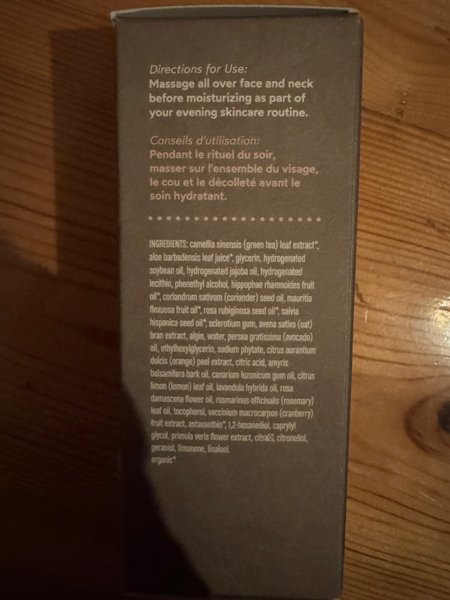 Directions for Use:
Massage all over face and neck
before moisturizing as part of
your evening skincare routine.
Conseils d'utilisation:
Pendant le rituel du soir,
masser sur l'ensemble du visage,
le cou et le décolleté avant le
soin hydratant.
INGREDIENTS: camellia sinensis (green tea) leaf extract*,
aloe barbadensis leaf juice*, glycerin, hydrogenated
soybean oil, hydrogenated jojoba oil, hydrogenated
lecithin, phenethyl alcohol, hippophae rhamnoides fruit
oil*, coriandrum sativum (coriander) seed oil, mauritia
flexuosa fruit oil*, rosa rubiginosa seed oil*, salvia
hispanica seed oil*, sclerotium gum, avena sativa (oat)
bran extract, algin, water, persea gratissima (avocado)
oil, ethylhexylglycerin, sodium phytate, citrus aurantium
dulcis (orange) peel extract, citric acid, amyris
balsamifera bark oil, canarium luzonicum gum oil, citrus
limon (lemon) leaf oil, lavandula hybrida oil, rosa
damascena flower oil, rosmarinus officinalis (rosemary)
leaf oil, tocopherol, vaccinium macrocarpon (cranberry)
fruit extract, astaxanthin*, 1,2-hexanediol, caprylyl
glycol, primula veris flower extract, citral, citronellol,
geraniol, limonene, linalool.
organic*